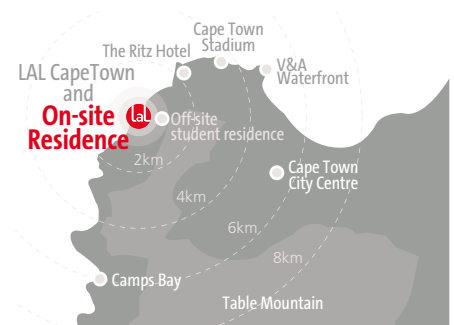 Cape Town
Stadium
The Ritz Hotel
V&A
Waterfront
LAL CapeTown
and
On-site
Residence
lal
Off-site
student residence
2km
Cape Town
City Centre
4km
6km
8km
Camps Bay
Table Mountain